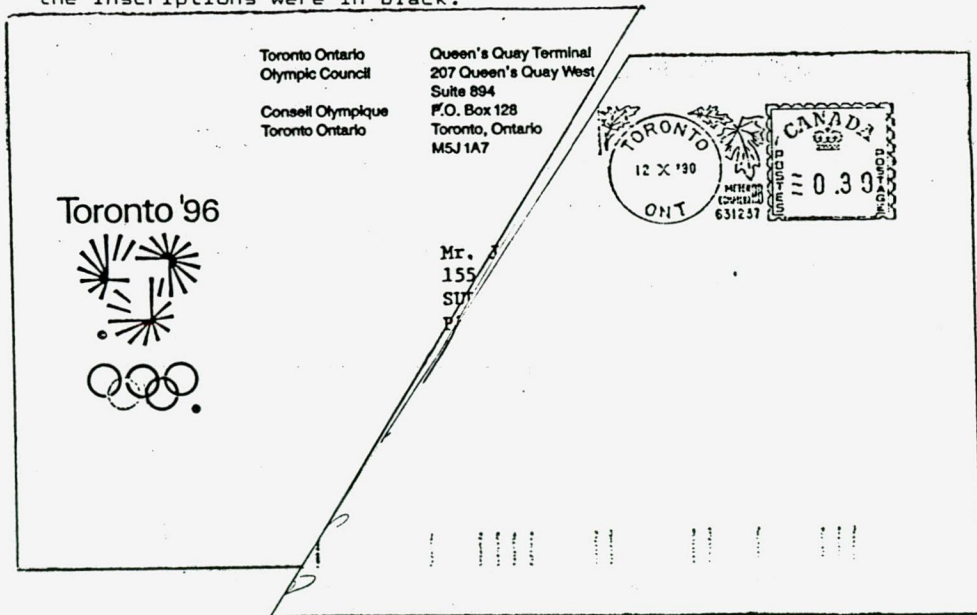 the inscriptions were in black.
Toronto Ontario
Olympic Council
Conseil Olympique
Toronto Ontario
Queen's Quay Terminal
207 Queen's Quay West
Suite 894
P.O. Box 128
Toronto, Ontario
M5J 1A7
Toronto '96
Mr. J
155
SUT
TORONTO
12 X '90
ONT
631237
CANADA
POSTES
POSTAGE
0.39